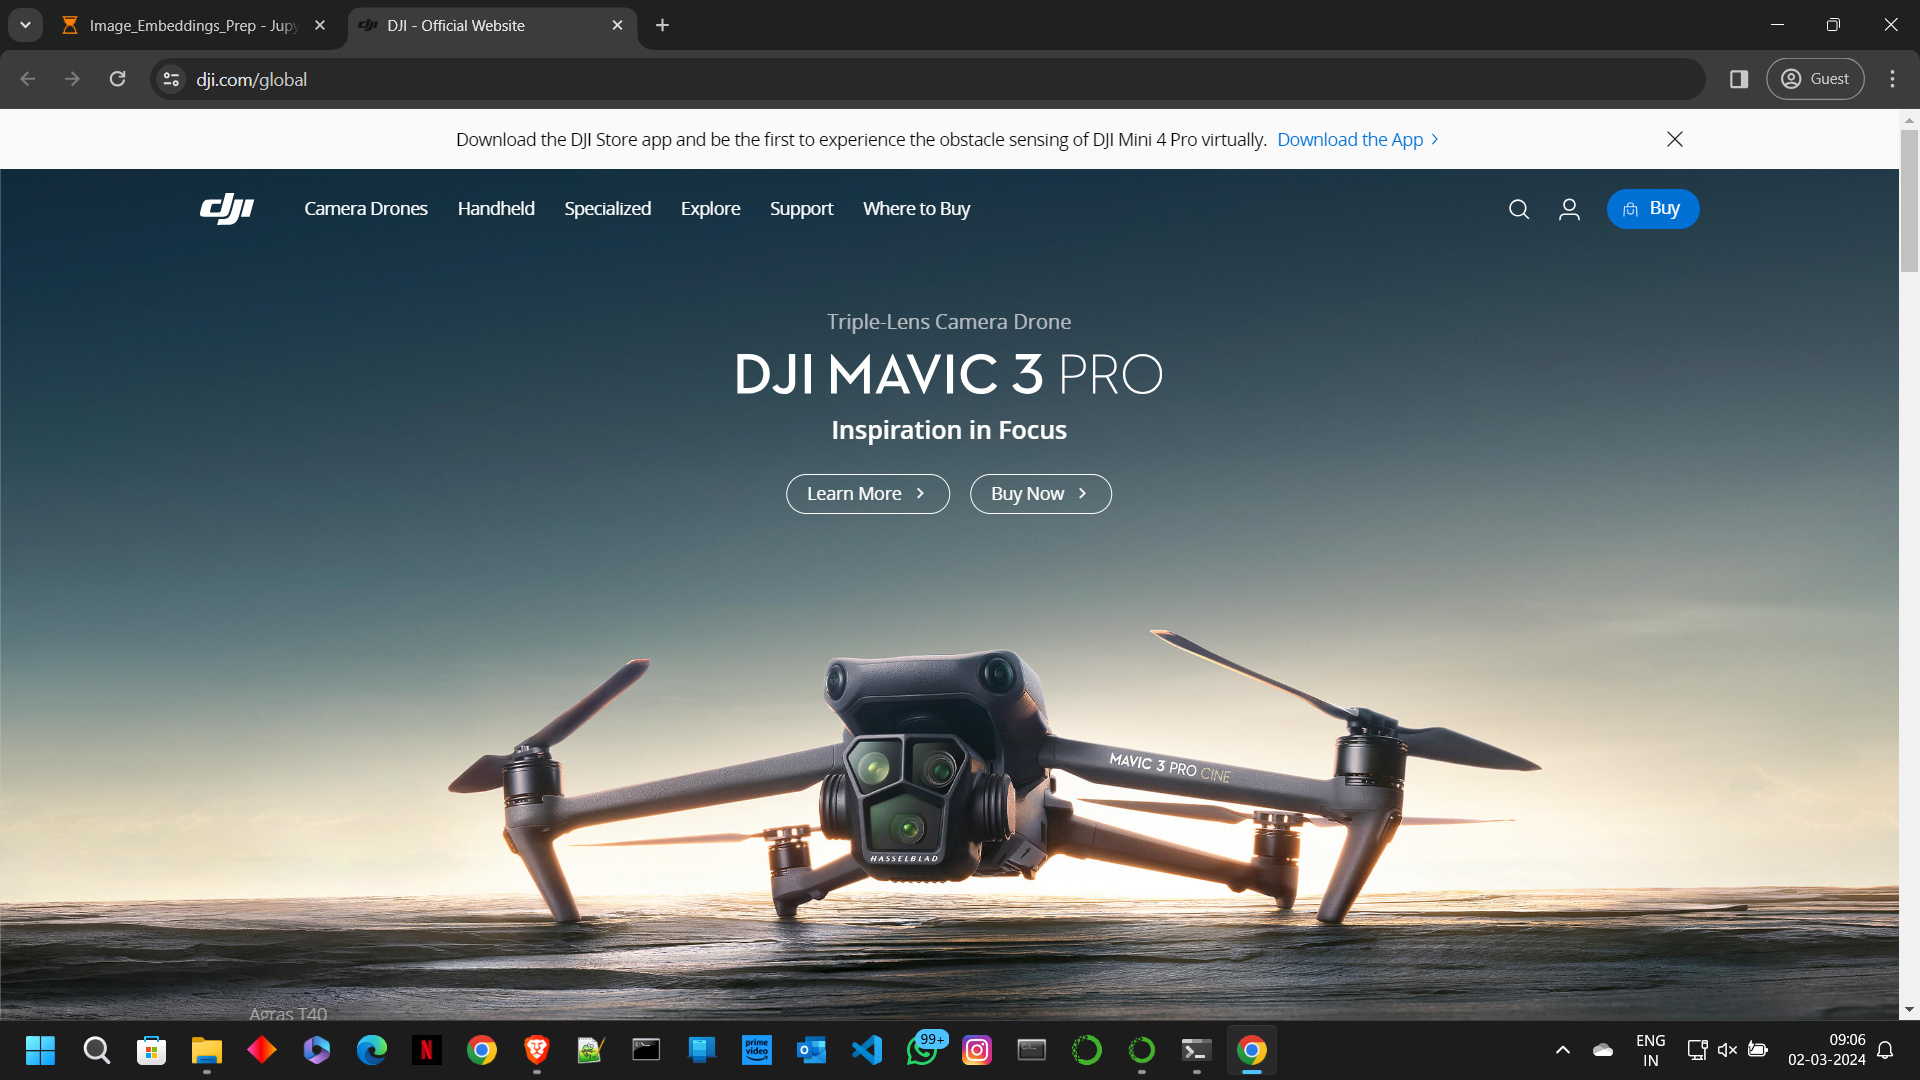 Image_Embeddings_Prep - Jupy
DJI - Official Website
dji.com/global
Guest
Download the DJI Store app and be the first to experience the obstacle sensing of DJI Mini 4 Pro virtually. Download the App >
dji
Camera Drones
Handheld
Specialized
Explore
Support
Where to Buy
Buy
Triple-Lens Camera Drone
DJI MAVIC 3 PRO
Inspiration in Focus
Learn More >
Buy Now >
MAVIC 3 PRO CINE
HASSELBLAD
Agras T40
N
prime video
99+
ENG
IN
09:06
02-03-2024